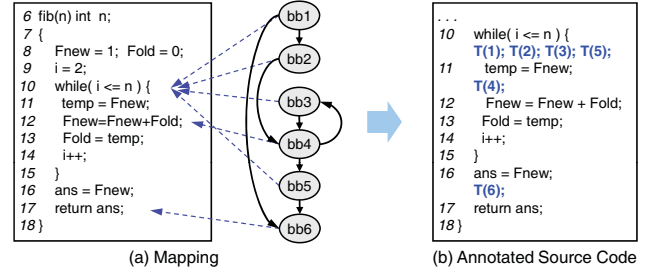 6 fib(n) int n;
7 {
8 Fnew = 1; Fold = 0;
9 i = 2;
10 while( i <= n ) {
11 temp = Fnew;
12 Fnew=Fnew+Fold;
13 Fold = temp;
14 i++;
15 }
16 ans = Fnew;
17 return ans;
18 }
bb1
bb2
bb3
bb4
bb5
bb6
(a) Mapping
. . .
10 while( i <= n ) {
T(1); T(2); T(3); T(5);
11 temp = Fnew;
T(4);
12 Fnew = Fnew + Fold;
13 Fold = temp;
14 i++;
15 }
16 ans = Fnew;
T(6);
17 return ans;
18 }
(b) Annotated Source Code